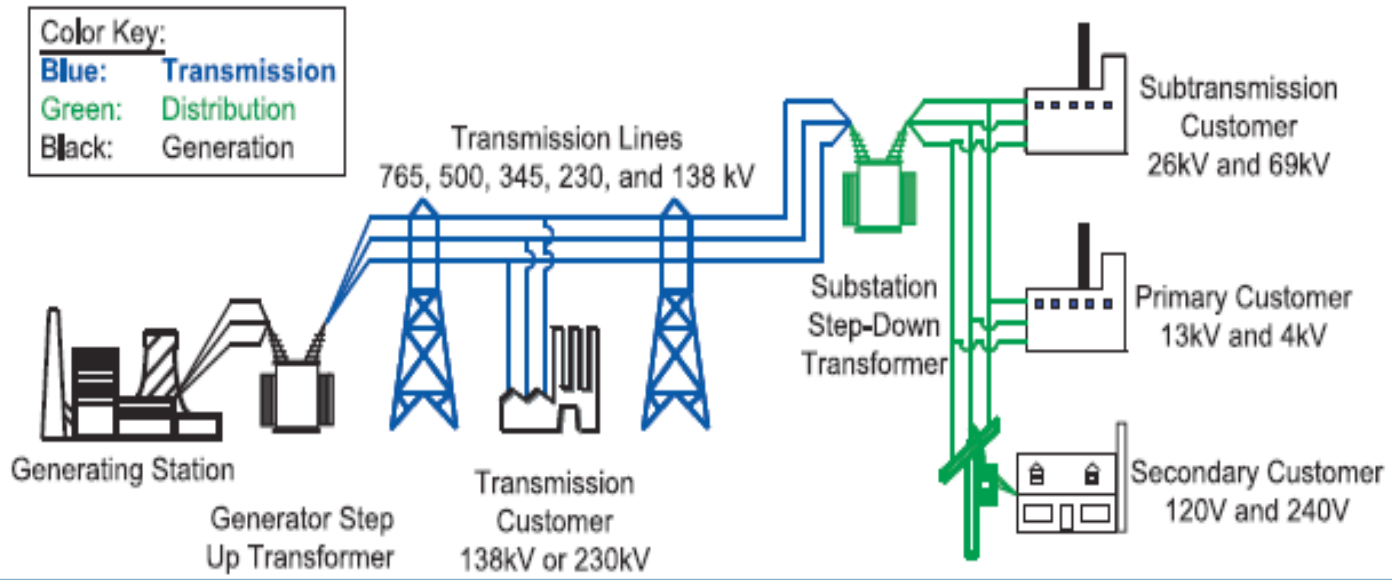 Color Key:
Blue: Transmission
Green: Distribution
Black: Generation
Transmission Lines
765, 500, 345, 230, and 138 kV
Subtransmission
Customer
26kV and 69kV
Substation
Step-Down
Transformer
Primary Customer
13kV and 4kV
Generating Station
Generator Step
Up Transformer
Transmission
Customer
138kV or 230kV
Secondary Customer
120V and 240V